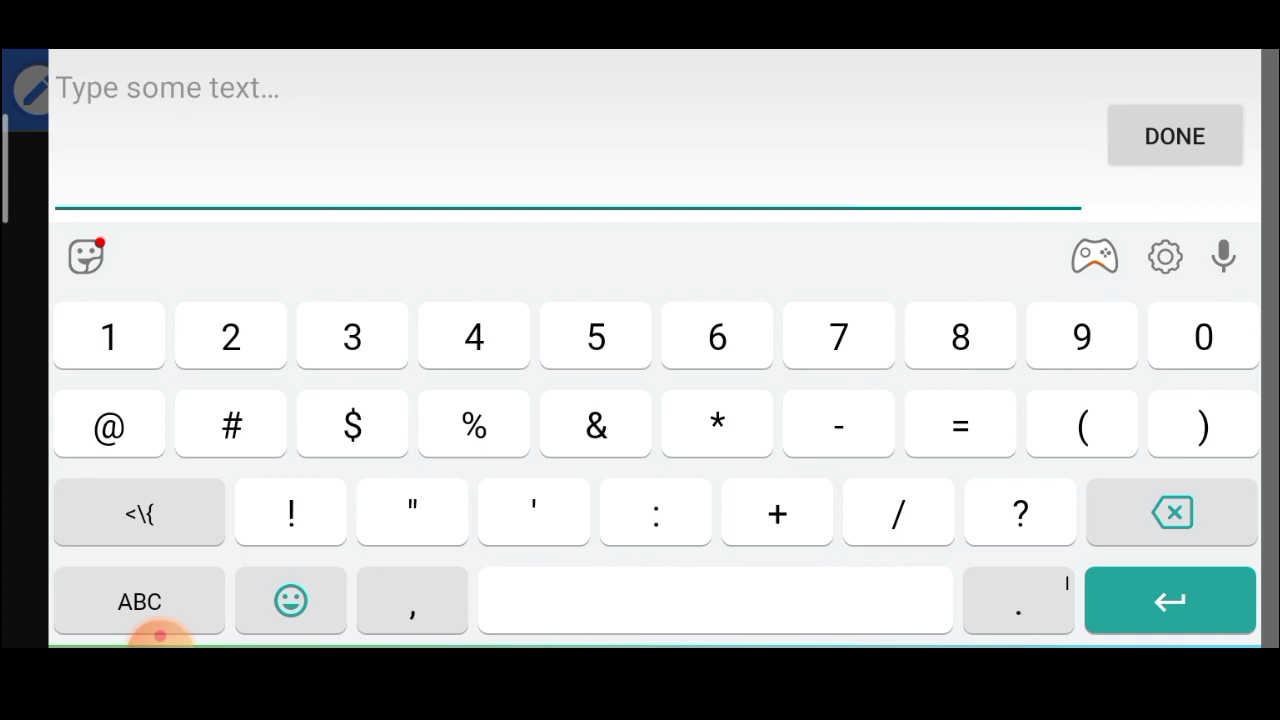 Type some text...
DONE
1 2 3 4 5 6 7 8 9 0
@ # $ % & * - = ( )
<\{ ! " ' : + / ?
ABC , . |